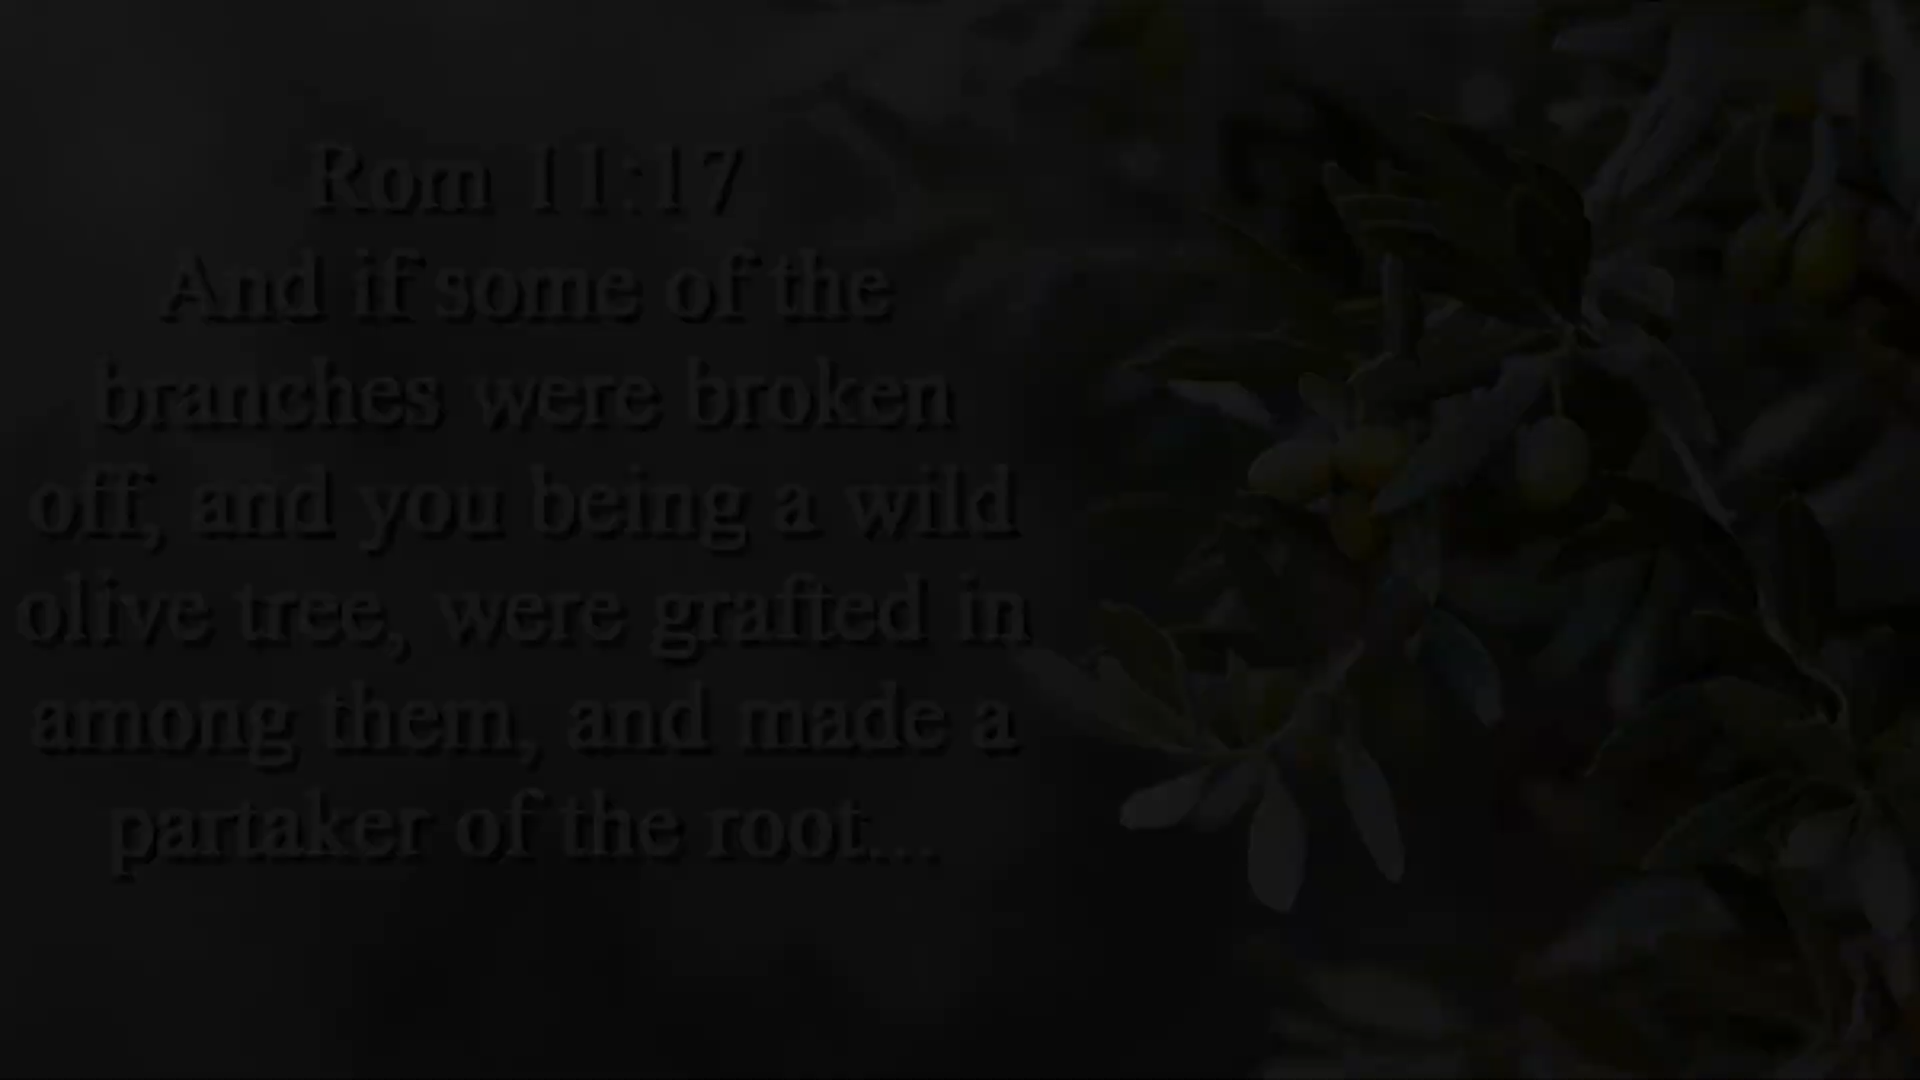 Rom 11:17
And if some of the
branches were broken
off, and you being a wild
olive tree, were grafted in
among them, and made a
partaker of the root...